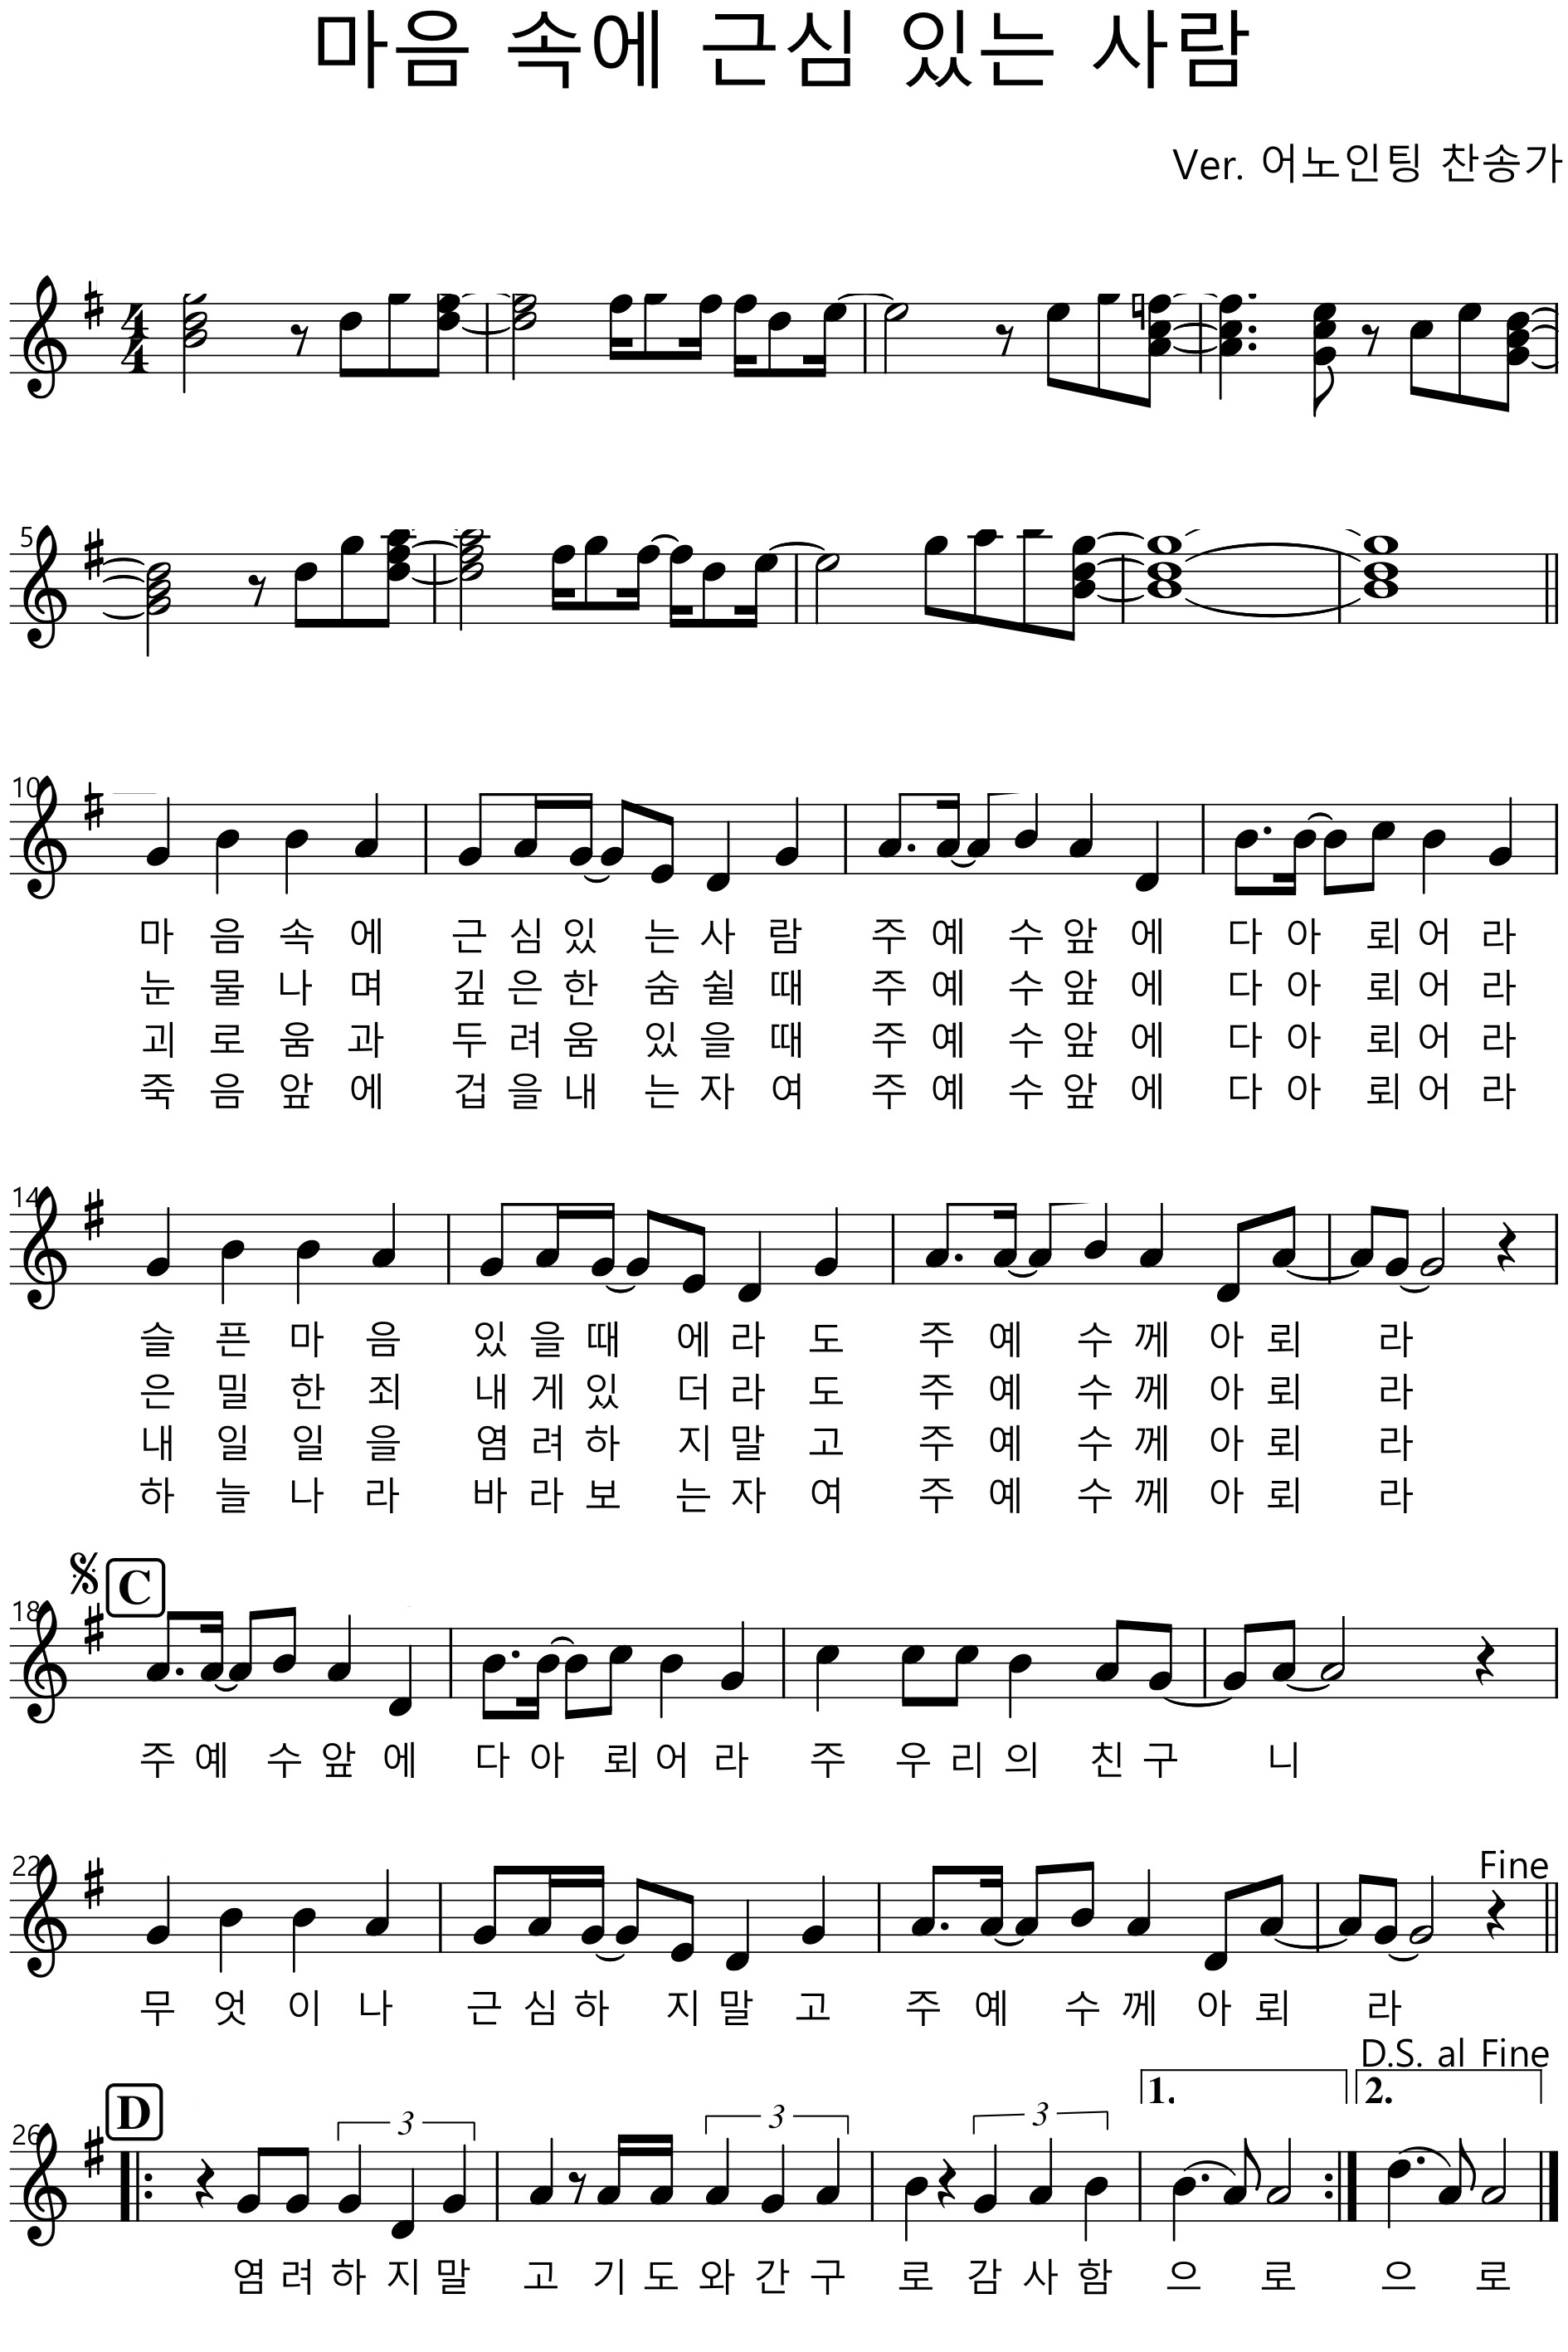 마음 속에 근심 있는 사람
Ver. 어노인팅 찬송가
5
10
마 음 속 에 근 심 있 는 사 람 주 예 수 앞 에 다 아 뢰 어 라
눈 물 나 며 깊 은 한 숨 쉴 때 주 예 수 앞 에 다 아 뢰 어 라
괴 로 움 과 두 려 움 있 을 때 주 예 수 앞 에 다 아 뢰 어 라
죽 음 앞 에 겁 을 내 는 자 여 주 예 수 앞 에 다 아 뢰 어 라
14
슬 픈 마 음 있 을 때 에 라 도 주 예 수 께 아 뢰 라
은 밀 한 죄 내 게 있 더 라 도 주 예 수 께 아 뢰 라
내 일 일 을 염 려 하 지 말 고 주 예 수 께 아 뢰 라
하 늘 나 라 바 라 보 는 자 여 주 예 수 께 아 뢰 라
C
18
주 예 수 앞 에 다 아 뢰 어 라 주 우 리 의 친 구 니
Fine
22
무 엇 이 나 근 심 하 지 말 고 주 예 수 께 아 뢰 라
D.S. al Fine
D 3 3 3 1. 2.
26
염 려 하 지 말 고 기 도 와 간 구 로 감 사 함 으 로 으 로